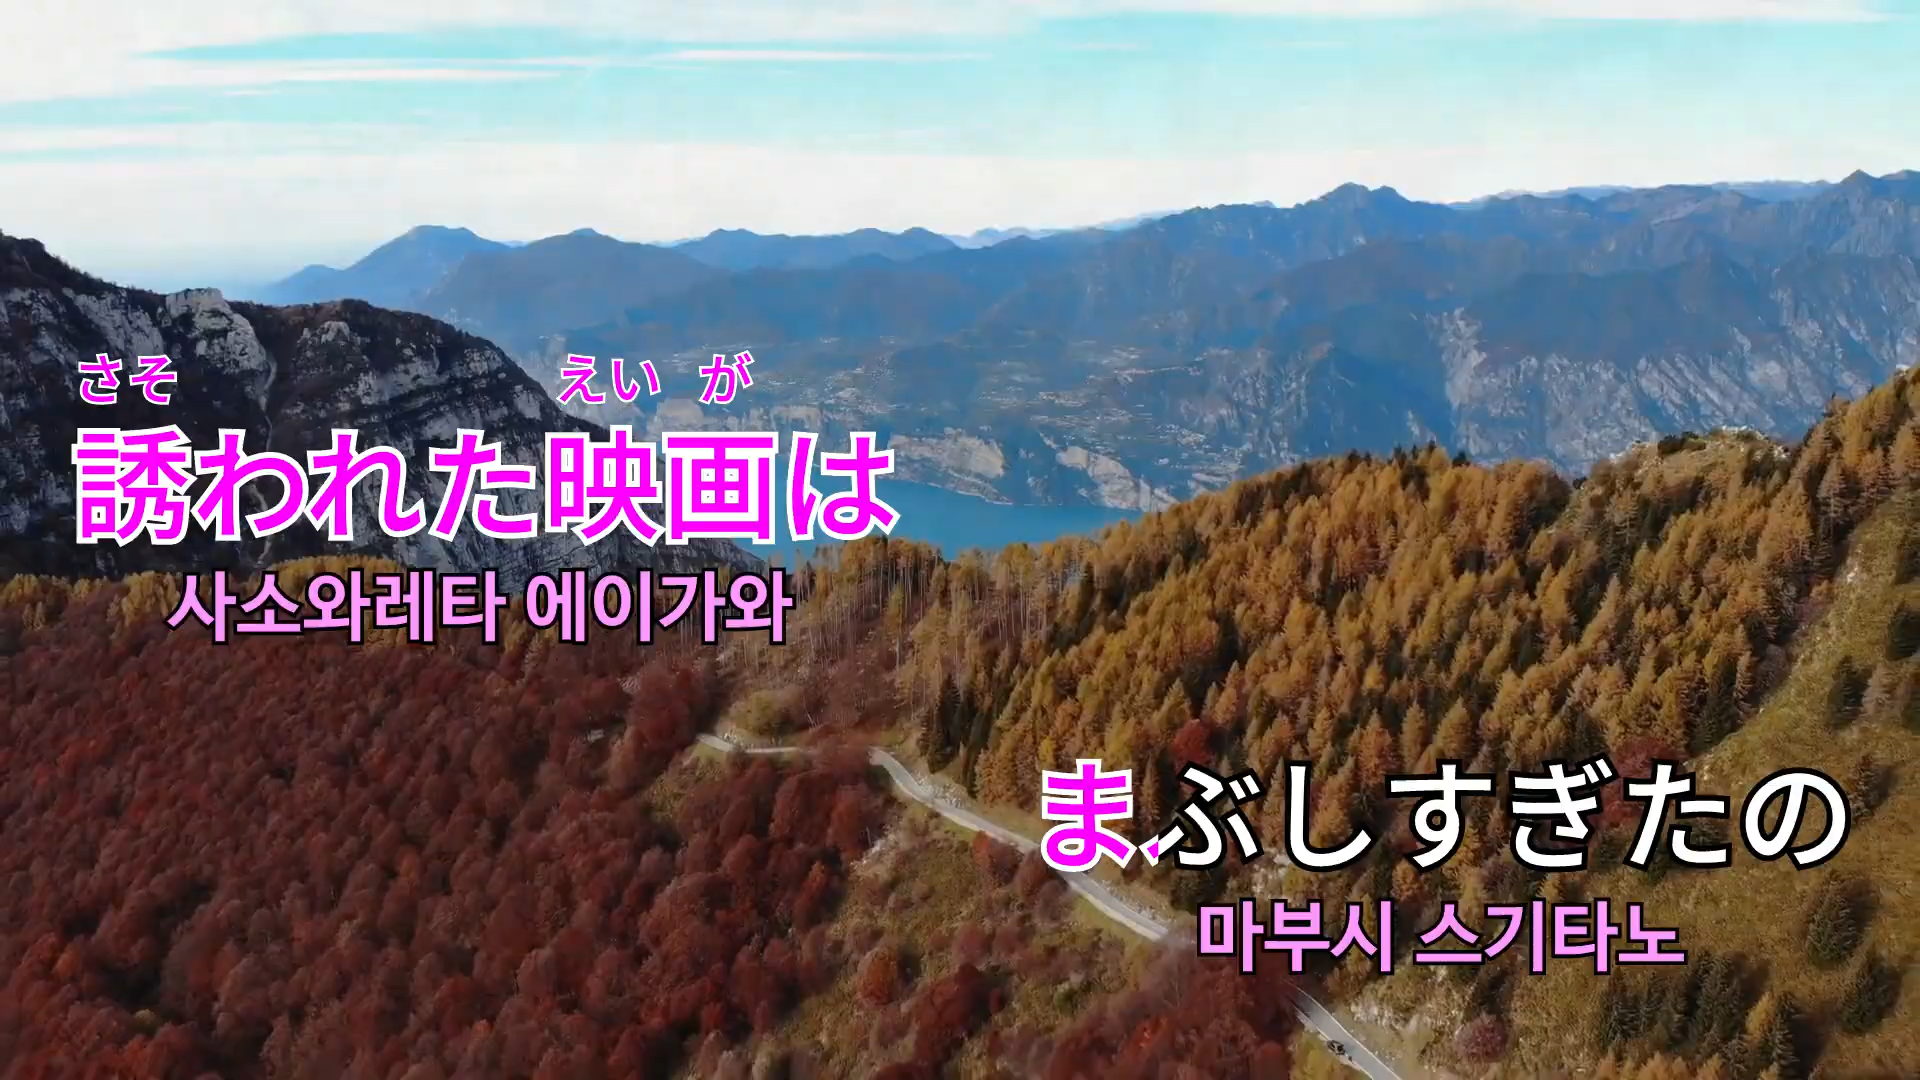 さそ えい が
誘われた映画は
사소와레타 에이가와
まぶしすぎたの
마부시 스기타노